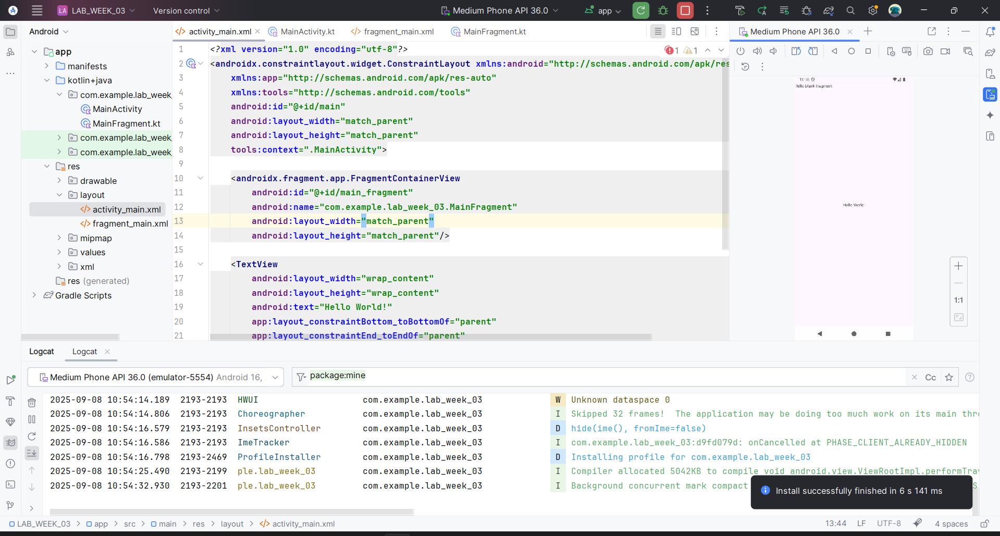 LA LAB_WEEK_03 Version control Medium Phone API 36.0 app
Android
app
manifests
kotlin+java
com.example.lab_week
MainActivity
MainFragment.kt
com.example.lab_week
com.example.lab_week
res
drawable
layout
activity_main.xml
fragment_main.xml
mipmap
values
xml
res (generated)
Gradle Scripts
activity_main.xml MainActivity.kt fragment_main.xml MainFragment.kt
1 1
1 <?xml version="1.0" encoding="utf-8"?>
2 <androidx.constraintlayout.widget.ConstraintLayout xmlns:android="http://schemas.android.com/apk/res
3 xmlns:app="http://schemas.android.com/apk/res-auto"
4 xmlns:tools="http://schemas.android.com/tools"
5 android:id="@+id/main"
6 android:layout_width="match_parent"
7 android:layout_height="match_parent"
8 tools:context=".MainActivity">
9
10 <androidx.fragment.app.FragmentContainerView
11 android:id="@+id/main_fragment"
12 android:name="com.example.lab_week_03.MainFragment"
13 android:layout_width="match_parent"
14 android:layout_height="match_parent"/>
15
16 <TextView
17 android:layout_width="wrap_content"
18 android:layout_height="wrap_content"
19 android:text="Hello World!"
20 app:layout_constraintBottom_toBottomOf="parent"
21 app:layout_constraintEnd_toEndOf="parent"
Medium Phone API 36.0
10:55
Hello blank fragment
Hello World!
1:1
Logcat Logcat
Medium Phone API 36.0 (emulator-5554) Android 16,
package:mine
Cc
2025-09-08 10:54:14.189 2193-2193 HWUI com.example.lab_week_03 W Unknown dataspace 0
2025-09-08 10:54:14.806 2193-2193 Choreographer com.example.lab_week_03 I Skipped 32 frames! The application may be doing too much work on its main thr
2025-09-08 10:54:16.579 2193-2193 InsetsController com.example.lab_week_03 D hide(ime(), fromIme=false)
2025-09-08 10:54:16.586 2193-2193 ImeTracker com.example.lab_week_03 I com.example.lab_week_03:d9fd079d: onCancelled at PHASE_CLIENT_ALREADY_HIDDEN
2025-09-08 10:54:16.798 2193-2469 ProfileInstaller com.example.lab_week_03 D Installing profile for com.example.lab_week_03
2025-09-08 10:54:25.490 2193-2199 ple.lab_week_03 com.example.lab_week_03 I Compiler allocated 5042KB to compile void android.view.ViewRootImpl.performTrav
2025-09-08 10:54:32.930 2193-2201 ple.lab_week_03 com.example.lab_week_03 I Background concurrent mark compact S
Install successfully finished in 6 s 141 ms
LAB_WEEK_03 > app > src > main > res > layout > activity_main.xml
13:44 LF UTF-8 4 spaces